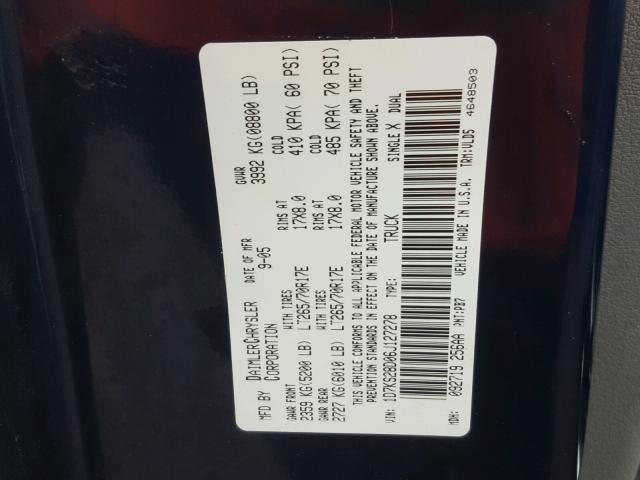 MFD BY DAIMLERCHRYSLER CORPORATION DATE OF MFR 9-05 GVWR 3992 KG(08800 LB)
GAWR FRONT WITH TIRES RIMS AT COLD
2359 KG(5200 LB) LT265/70R17E 17X8.0 410 KPA( 60 PSI)
GAWR REAR WITH TIRES RIMS AT COLD
2727 KG(6010 LB) LT265/70R17E 17X8.0 485 KPA( 70 PSI)
THIS VEHICLE CONFORMS TO ALL APPLICABLE FEDERAL MOTOR VEHICLE SAFETY AND THEFT
PREVENTION STANDARDS IN EFFECT ON THE DATE OF MANUFACTURE SHOWN ABOVE.
VIN: 1D7KS28D06J127278 TYPE: TRUCK SINGLE X DUAL
MDH: 092719 256AA PNT:PB7 VEHICLE MADE IN U.S.A. TRM:VLD5
4648503